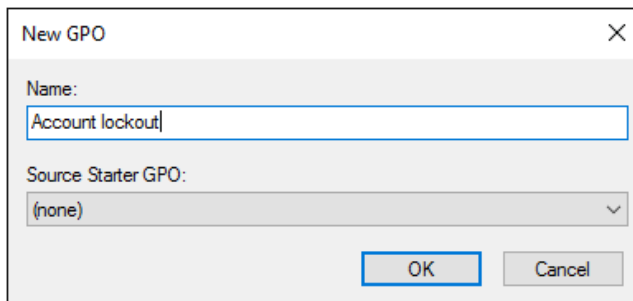 New GPO
Name:
Account lockout
Source Starter GPO:
(none)
OK Cancel